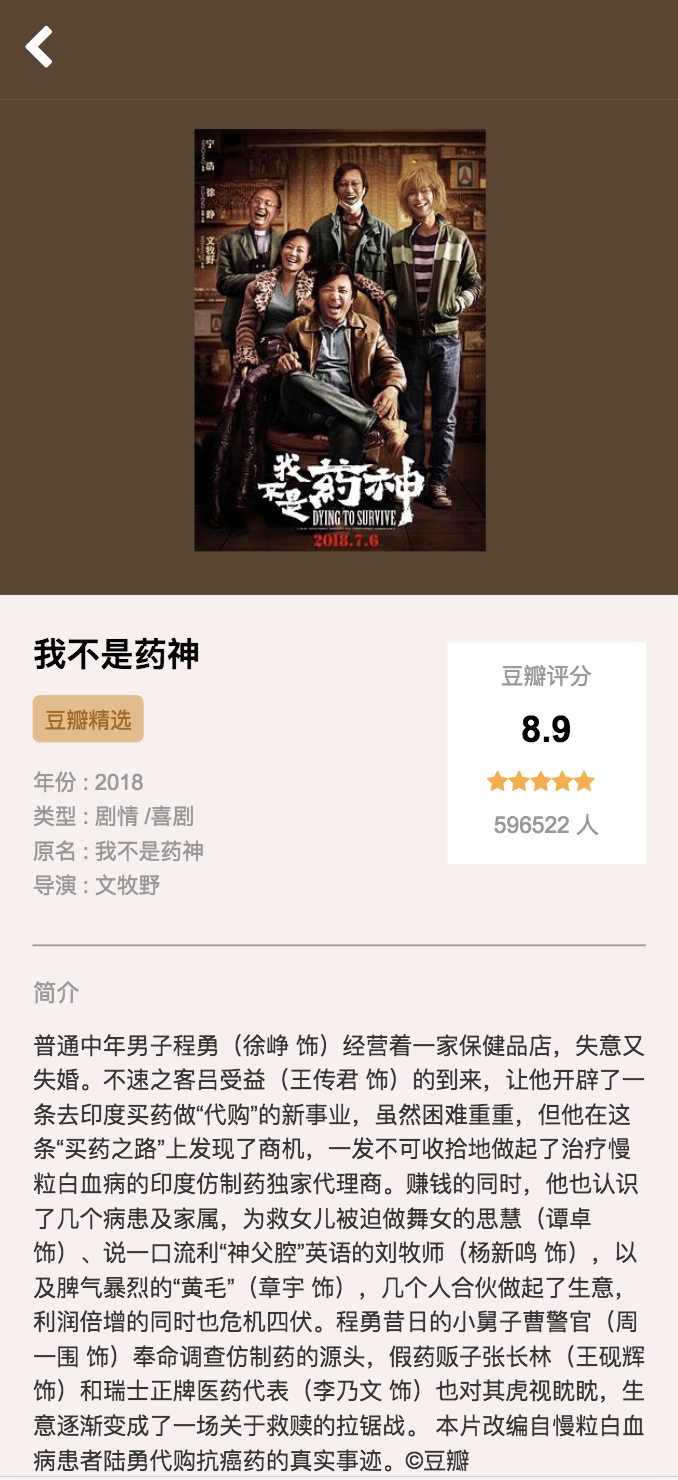 宁浩
徐峥
文牧野
我不是药神
DYING TO SURVIVE
2018.7.6
我不是药神
豆瓣精选
年份 : 2018
类型 : 剧情 /喜剧
原名 : 我不是药神
导演 : 文牧野
豆瓣评分
8.9
596522 人
简介
普通中年男子程勇（徐峥 饰）经营着一家保健品店，失意又
失婚。不速之客吕受益（王传君 饰）的到来，让他开辟了一
条去印度买药做“代购”的新事业，虽然困难重重，但他在这
条“买药之路”上发现了商机，一发不可收拾地做起了治疗慢
粒白血病的印度仿制药独家代理商。赚钱的同时，他也认识
了几个病患及家属，为救女儿被迫做舞女的思慧（谭卓
饰）、说一口流利“神父腔”英语的刘牧师（杨新鸣 饰），以
及脾气暴烈的“黄毛”（章宇 饰），几个人合伙做起了生意，
利润倍增的同时也危机四伏。程勇昔日的小舅子曹警官（周
一围 饰）奉命调查仿制药的源头，假药贩子张长林（王砚辉
饰）和瑞士正牌医药代表（李乃文 饰）也对其虎视眈眈，生
意逐渐变成了一场关于救赎的拉锯战。 本片改编自慢粒白血
病患者陆勇代购抗癌药的真实事迹。©豆瓣